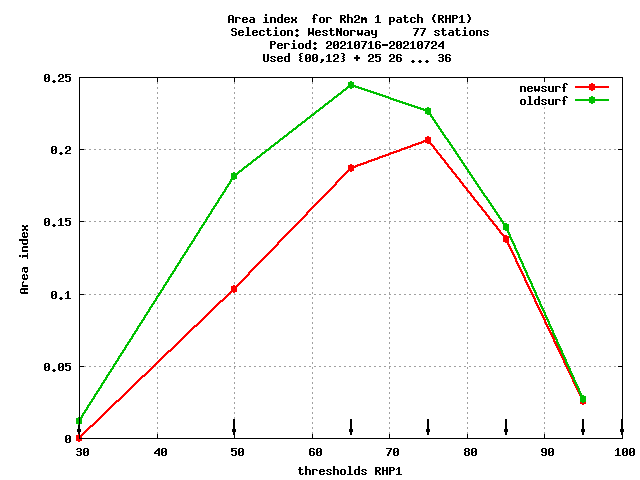 Area index  for Rh2m 1 patch (RHP1)
Selection: WestNorway     77 stations
Period: 20210716-20210724
Used {00,12} + 25 26 ... 36
newsurf
oldsurf
0.25
0.2
0.15
0.1
0.05
0
Area index
30 40 50 60 70 80 90 100
thresholds RHP1